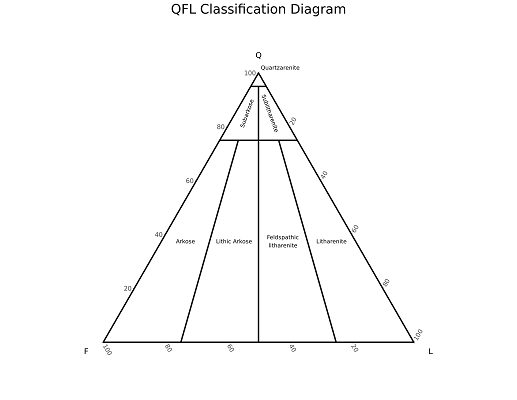 QFL Classification Diagram
Q
Quartzarenite
100
Subarkose
Sublitharenite
80
20
60
40
40
60
Arkose
Lithic Arkose
Feldspathic
litharenite
Litharenite
20
80
100
F
100
80
60
40
20
L